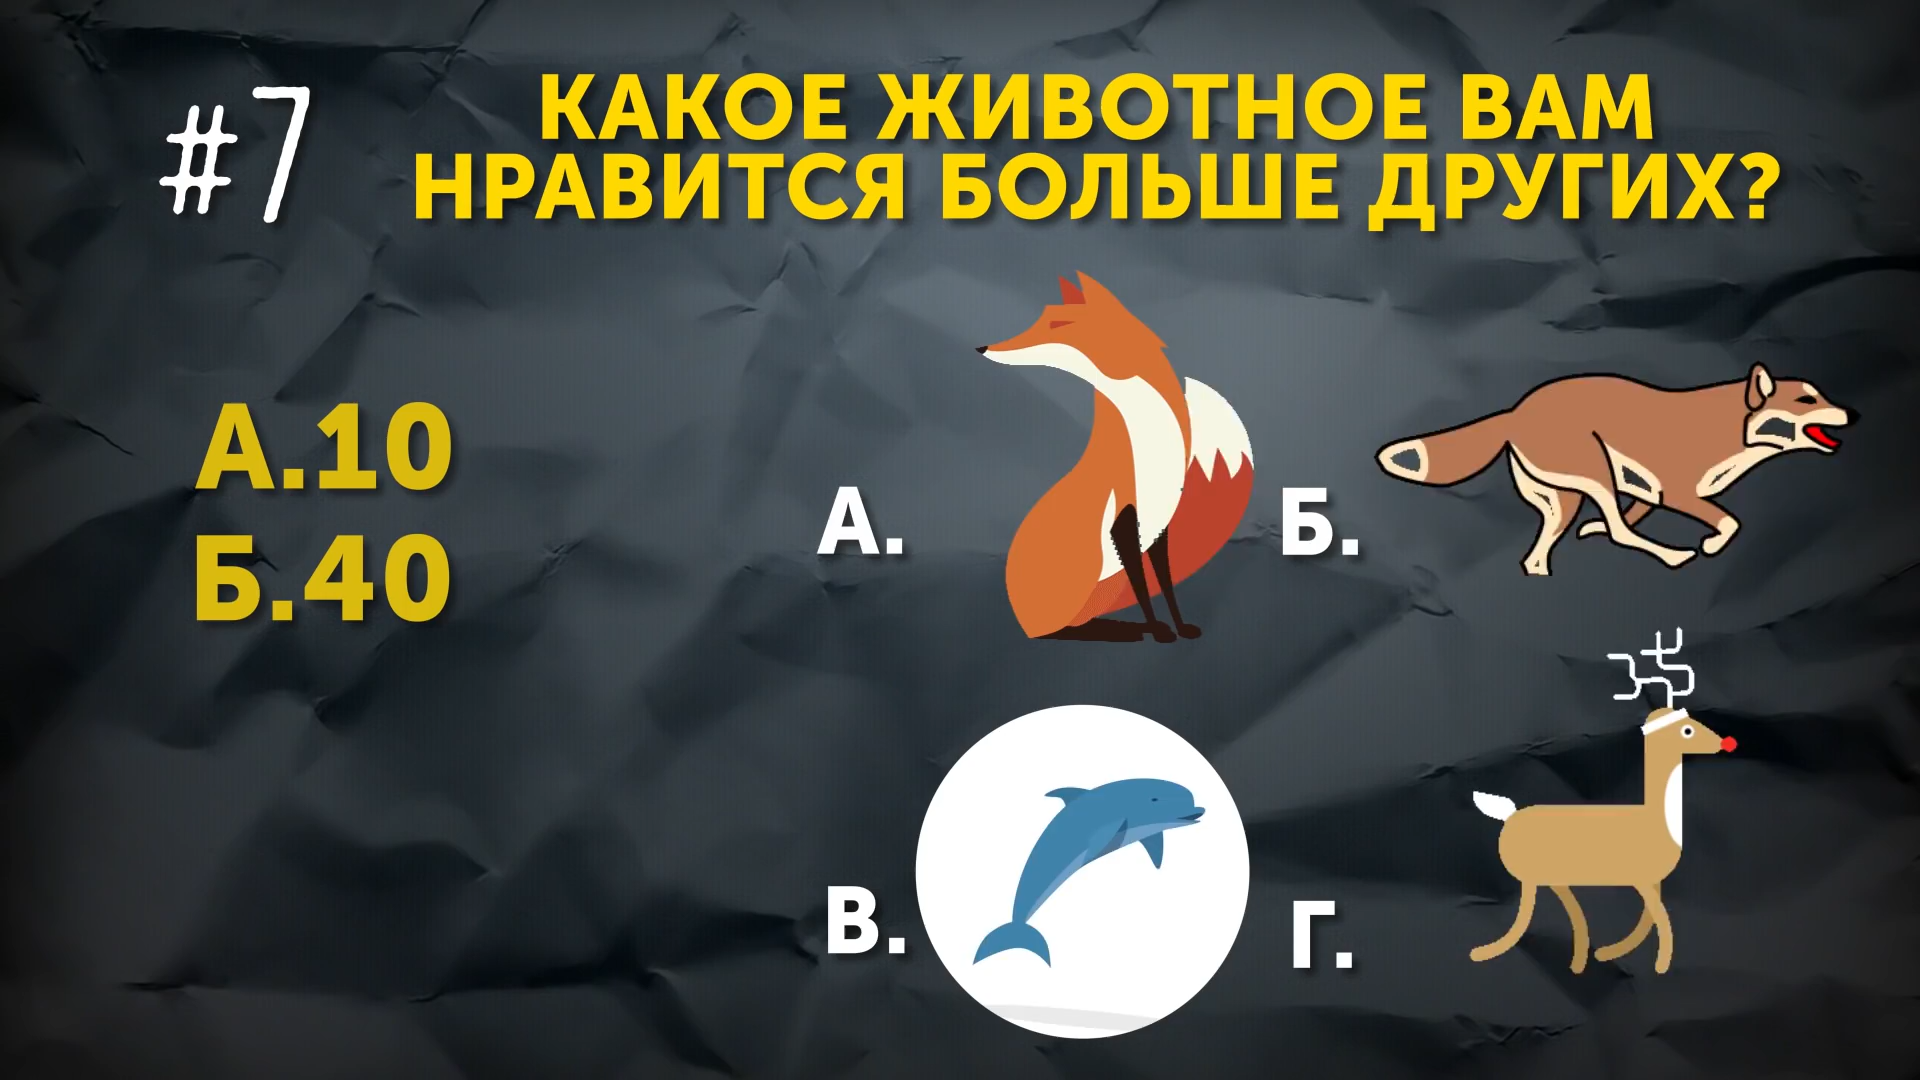 #7
КАКОЕ ЖИВОТНОЕ ВАМ
НРАВИТСЯ БОЛЬШЕ ДРУГИХ?
А.10
Б.40
А.
Б.
В.
Г.